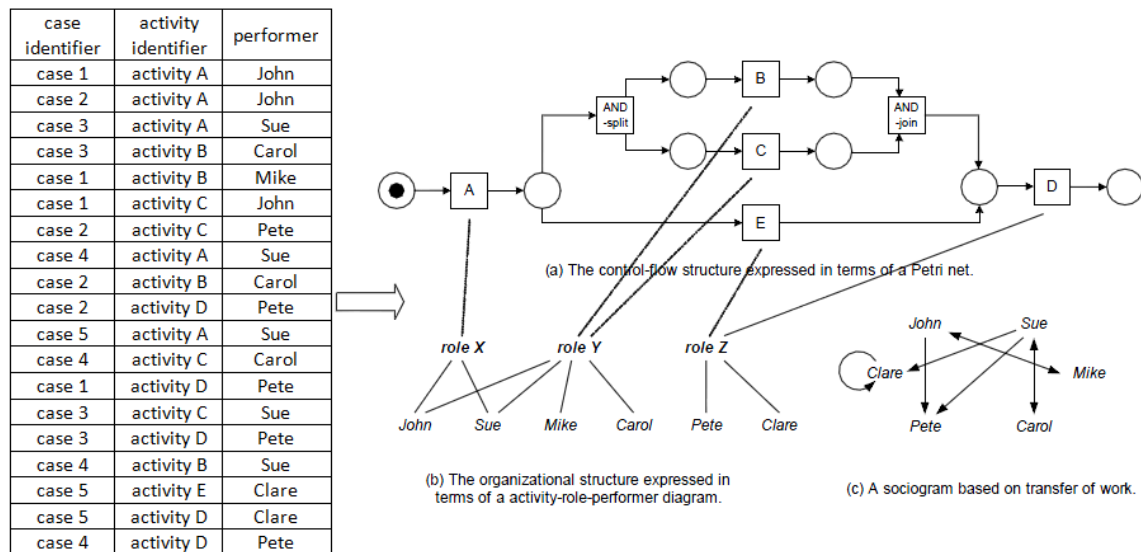 case identifier activity identifier performer
case 1 activity A John
case 2 activity A John
case 3 activity A Sue
case 3 activity B Carol
case 1 activity B Mike
case 1 activity C John
case 2 activity C Pete
case 4 activity A Sue
case 2 activity B Carol
case 2 activity D Pete
case 5 activity A Sue
case 4 activity C Carol
case 1 activity D Pete
case 3 activity C Sue
case 3 activity D Pete
case 4 activity B Sue
case 5 activity E Clare
case 5 activity D Clare
case 4 activity D Pete
B
AND
-split
AND
-join
C
A
D
E
(a) The control-flow structure expressed in terms of a Petri net.
role X role Y role Z
John Sue Mike Carol Pete Clare
(b) The organizational structure expressed in
terms of a activity-role-performer diagram.
John Sue
Clare Mike
Pete Carol
(c) A sociogram based on transfer of work.